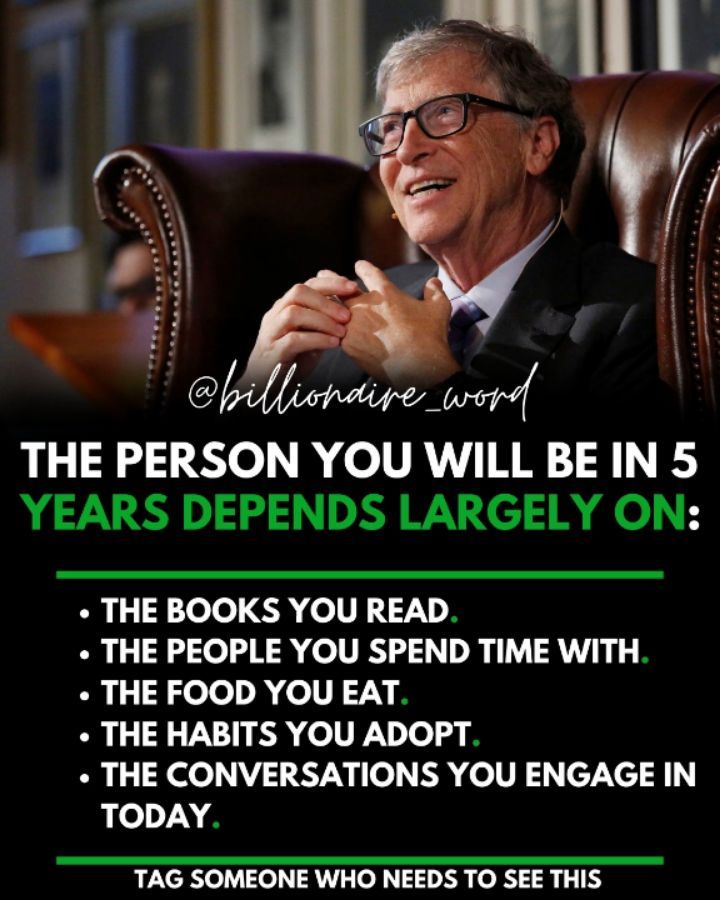 @billionaire_word
THE PERSON YOU WILL BE IN 5
YEARS DEPENDS LARGELY ON:
• THE BOOKS YOU READ.
• THE PEOPLE YOU SPEND TIME WITH.
• THE FOOD YOU EAT.
• THE HABITS YOU ADOPT.
• THE CONVERSATIONS YOU ENGAGE IN
TODAY.
TAG SOMEONE WHO NEEDS TO SEE THIS